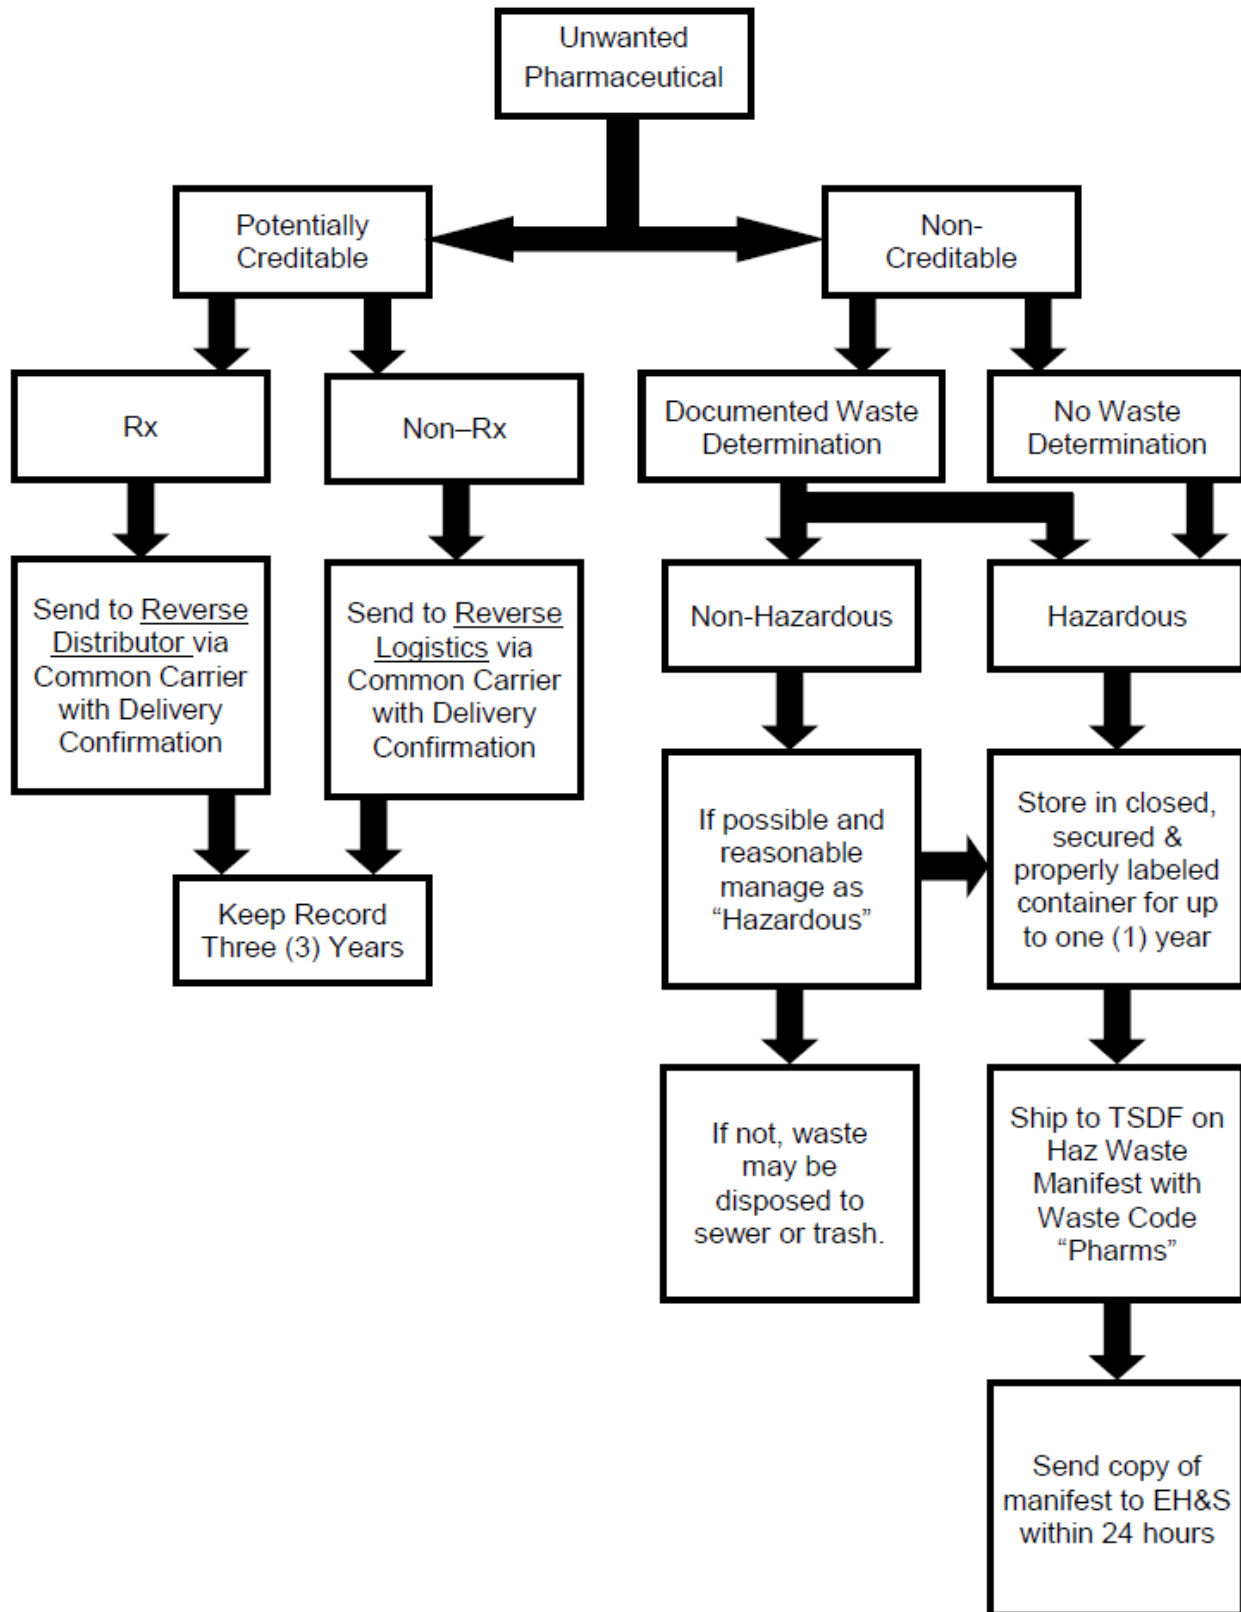 Unwanted
Pharmaceutical
Potentially
Creditable
Non-
Creditable
Rx
Non–Rx
Documented Waste
Determination
No Waste
Determination
Send to Reverse
Distributor via
Common Carrier
with Delivery
Confirmation
Send to Reverse
Logistics via
Common Carrier
with Delivery
Confirmation
Non-Hazardous
Hazardous
If possible and
reasonable
manage as
“Hazardous”
Store in closed,
secured &
properly labeled
container for up
to one (1) year
Keep Record
Three (3) Years
If not, waste
may be
disposed to
sewer or trash.
Ship to TSDF on
Haz Waste
Manifest with
Waste Code
“Pharms”
Send copy of
manifest to EH&S
within 24 hours